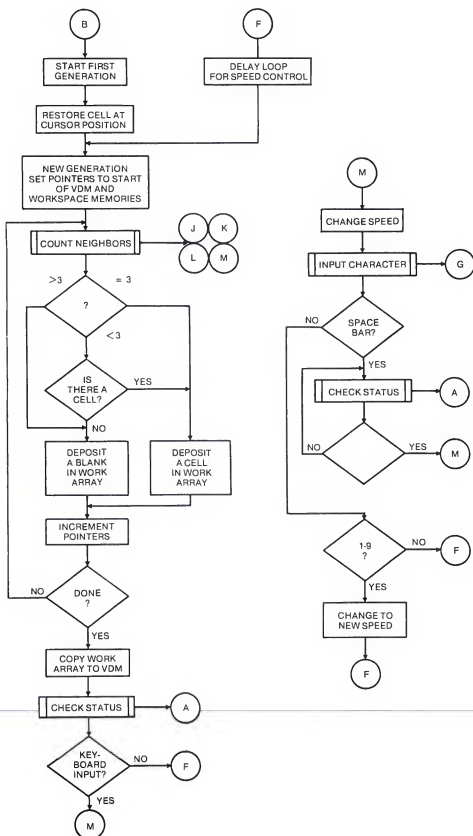 B
START FIRST
GENERATION
RESTORE CELL AT
CURSOR POSITION
F
DELAY LOOP
FOR SPEED CONTROL
NEW GENERATION
SET POINTERS TO START
OF VDM AND
WORKSPACE MEMORIES
COUNT NEIGHBORS
J
K
L
M
>3
= 3
?
<3
IS
THERE A
CELL?
YES
NO
DEPOSIT
A BLANK
IN WORK
ARRAY
DEPOSIT
A CELL
IN WORK
ARRAY
INCREMENT
POINTERS
NO
DONE
?
YES
COPY WORK
ARRAY TO VDM
CHECK STATUS
A
KEY-
BOARD
INPUT?
NO
F
YES
M
M
CHANGE SPEED
INPUT CHARACTER
G
NO
SPACE
BAR?
YES
CHECK STATUS
A
NO
YES
M
1-9
?
NO
F
YES
CHANGE TO
NEW SPEED
F